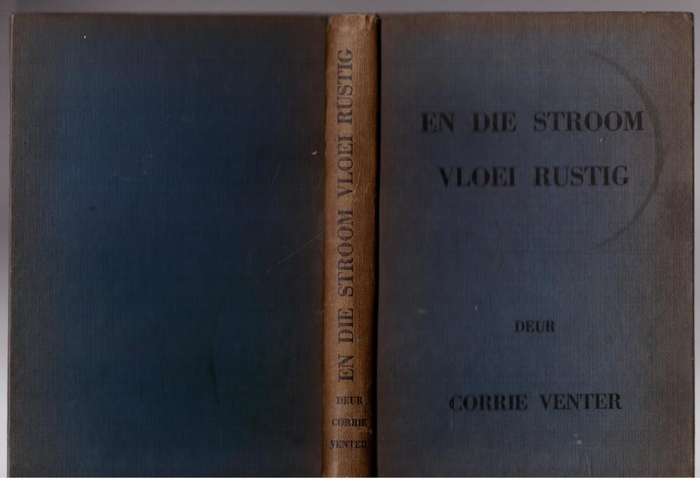 EN DIE STROOM VLOEI RUSTIG
DEUR
CORRIE
VENTER
EN DIE STROOM
VLOEI RUSTIG
DEUR
CORRIE VENTER